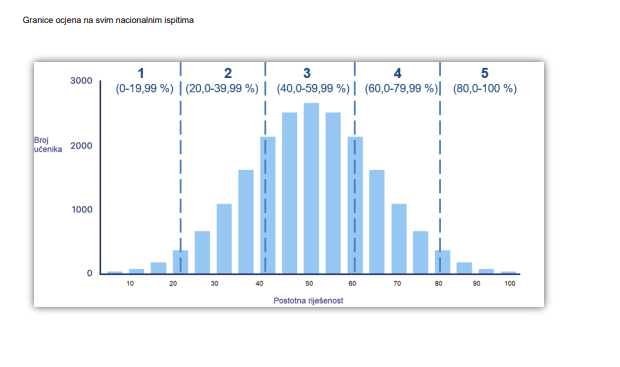 Granice ocjena na svim nacionalnim ispitima
1 2 3 4 5
(0-19,99 %) (20,0-39,99 %) (40,0-59,99 %) (60,0-79,99 %) (80,0-100 %)
3000
Broj
učenika
2000
1000
0
10 20 30 40 50 60 70 80 90 100
Postotna riješenost